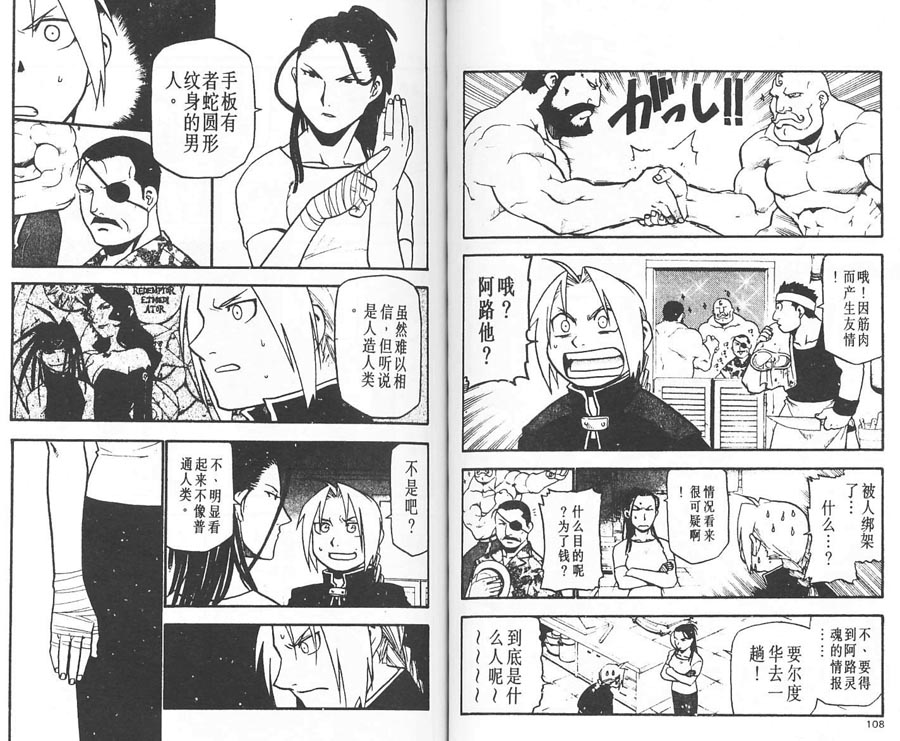 がっし!!
哦！因筋肉
而产生友情
！
哦？
阿路他？
被人绑架
了…
什么…？
情况看来
很可疑啊
！
什么目的呢
？为了钱？
不、要得
到阿路灵
魂的情报
……
要尔度
华去一
趟！
到底是什
么人呢～
～～～～
108
手板有
者蛇圆形
纹身的男
人。
虽然难以相
信，但听说
是人造人类
。
REDEMPTOR
ETMEDI
ATOR
不是吧？
不、明显看
起来不像普
通人类。